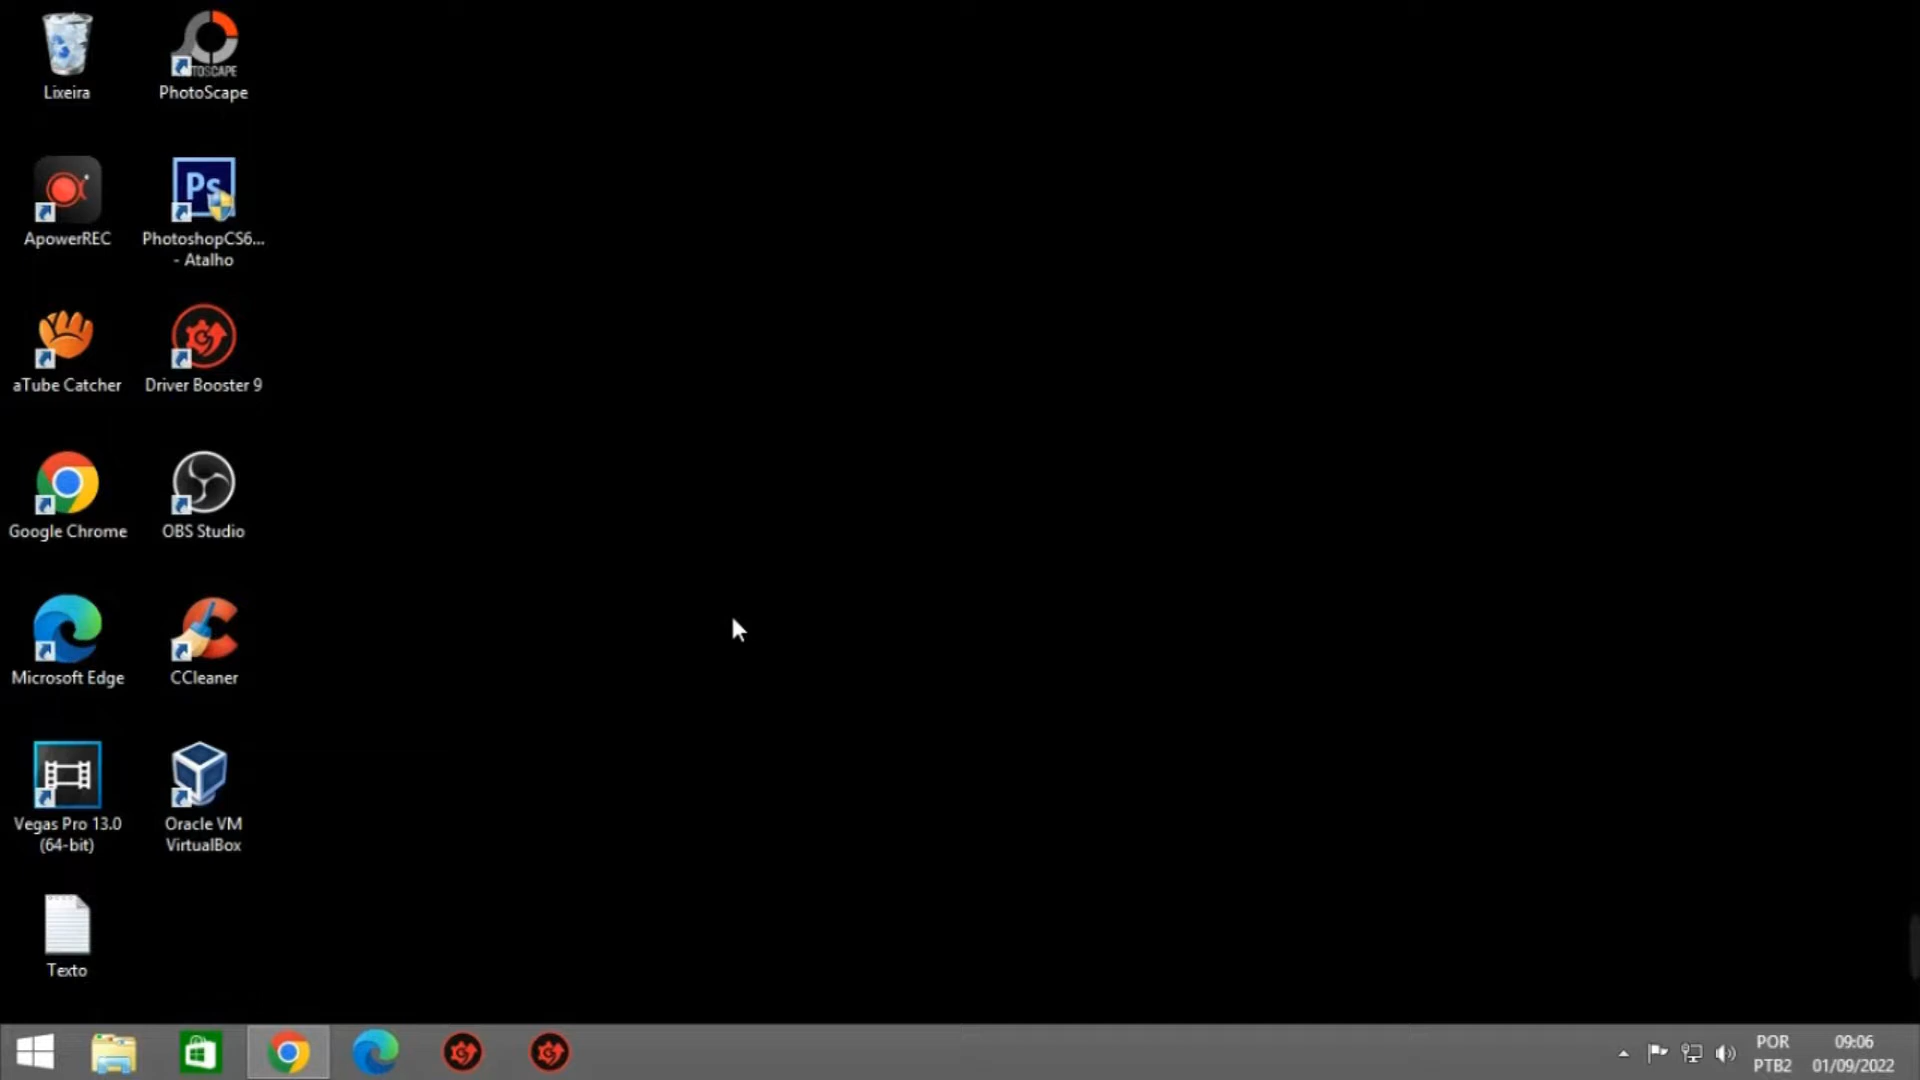 Lixeira
PhotoScape
ApowerREC
Ps
PhotoshopCS6...
- Atalho
aTube Catcher
Driver Booster 9
Google Chrome
OBS Studio
Microsoft Edge
CCleaner
Vegas Pro 13.0
(64-bit)
Oracle VM
VirtualBox
Texto
POR
PTB2
09:06
01/09/2022